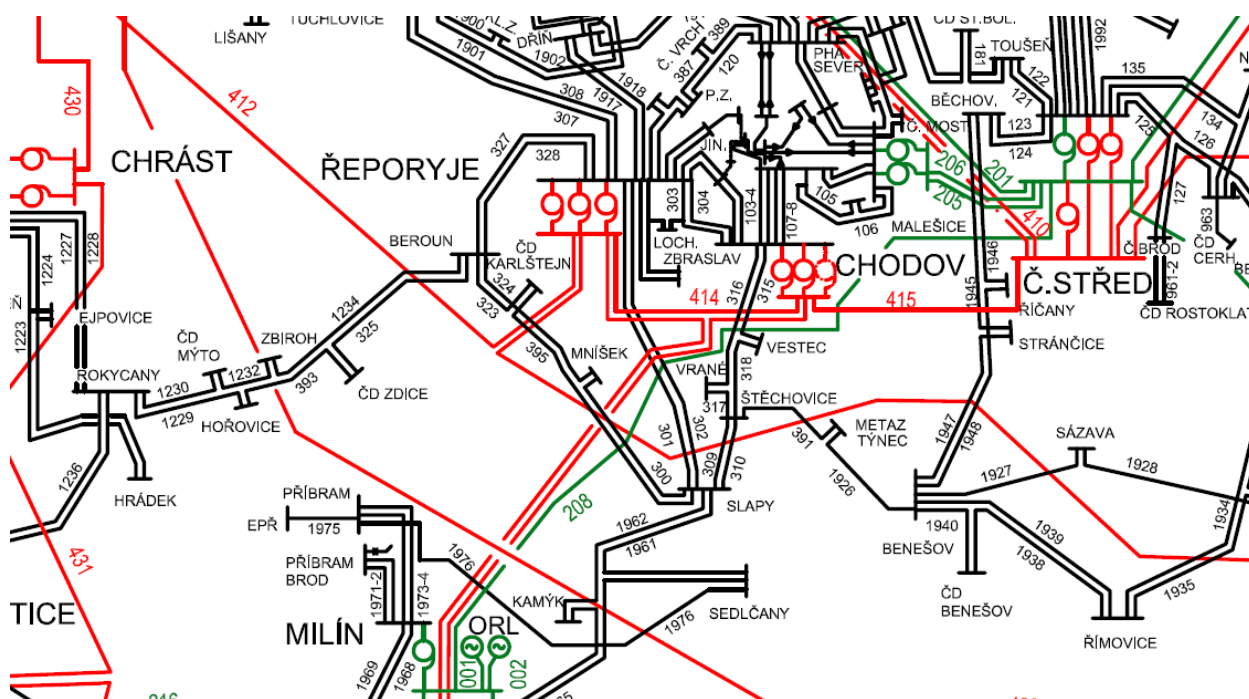 TUCHLOVICE
LIŠANY
1900
1901
1902
DŘÍŇ
1918
1917
308
307
Č. VRCH
387
389
120
P.Z.
PHA
SEVER
ČD ST.BOL.
181
TOUŠEŇ
1992
122
121
135
134
BĚCHOV.
123
124
125
126
127
Č. MOST
JIN.
206
201
205
430
412
CHRÁST
ŘEPORYJE
327
328
303
304
103-4
107-8
105
106
MALEŠICE
410
963
ČD
CERH.
Č.BROD
LOCH.
ZBRASLAV
BEROUN
ČD
KARLŠTEJN
324
323
395
CHODOV
414
415
316
315
1946
1945
ŘÍČANY
Č.STŘED
961-2
ČD ROSTOKLAT
STRÁNČICE
1227
1228
1224
1223
EJPOVICE
ROKYCANY
ČD
MÝTO
ZBIROH
1234
325
393
1230
1232
1229
HOŘOVICE
ČD ZDICE
MNÍŠEK
VESTEC
318
VRANÉ
317
ŠTĚCHOVICE
391
METAZ
TÝNEC
1926
301
302
309
310
300
SLAPY
1947
1948
SÁZAVA
1927
1928
1236
HRÁDEK
431
PŘÍBRAM
EPŘ
1975
PŘÍBRAM
BROD
1976
208
1962
1961
BENEŠOV
1940
1939
1938
1934
1935
ČD
BENEŠOV
ŘÍMOVICE
TICE
MILÍN
1971-2
1973-4
1969
1968
ORL
001
002
KAMÝK
SEDLČANY
1976